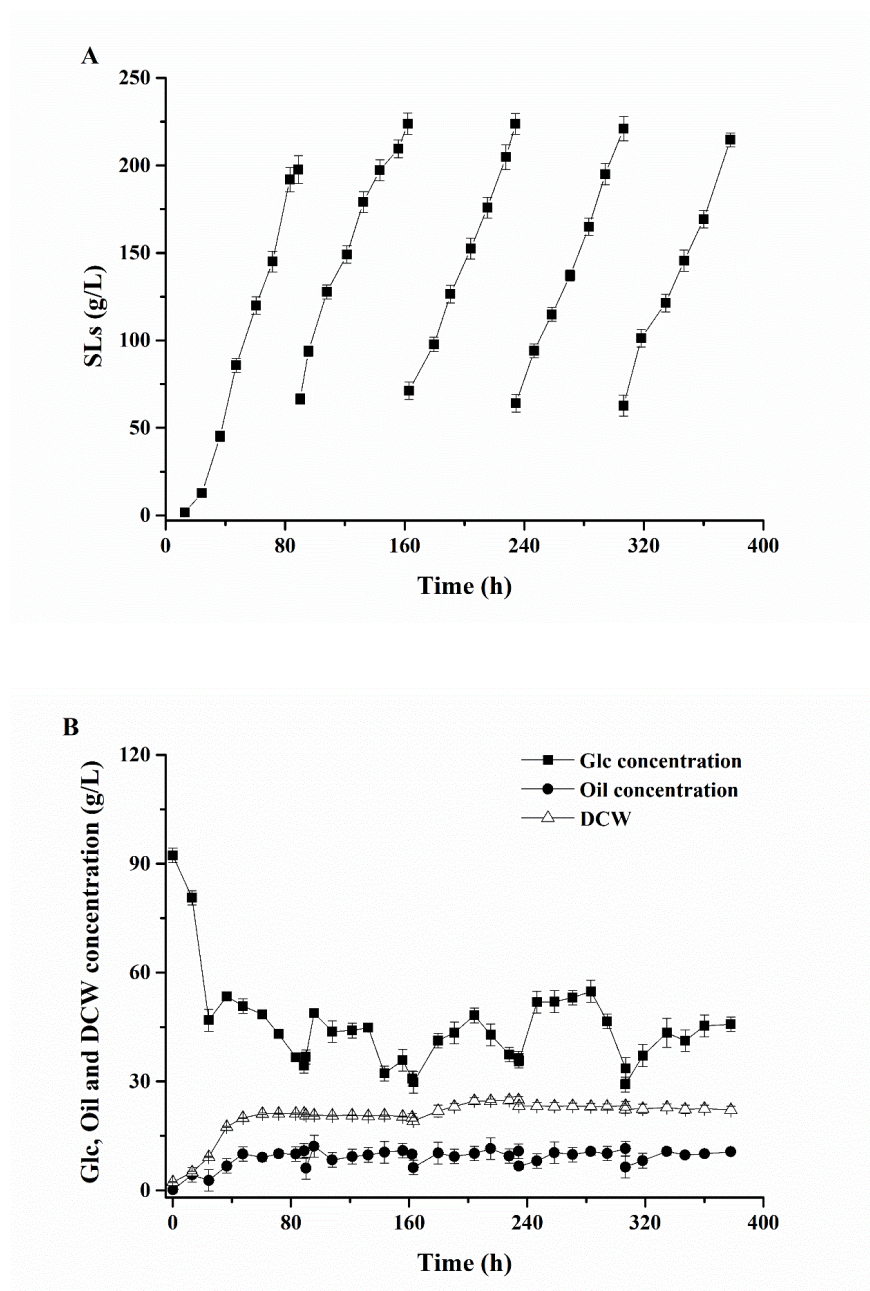 A
250
200
150
100
50
0
SLs (g/L)
0 80 160 240 320 400
Time (h)
B
120
90
60
30
0
Glc, Oil and DCW concentration (g/L)
Glc concentration
Oil concentration
DCW
0 80 160 240 320 400
Time (h)